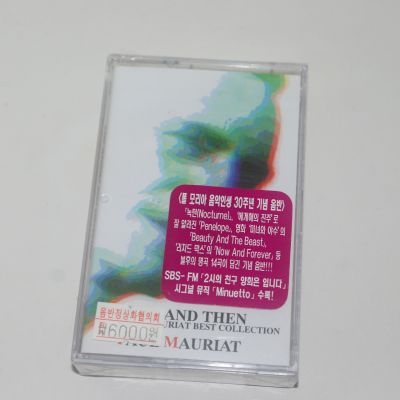 <폴 모리아 음악인생 30주년 기념 음반>
「녹턴(Nocturne)」, 「에게해의 진주'로
잘 알려진 「Penelope」, 영화 「미녀와 야수'의
「Beauty And The Beast」,
「리차드 막스'의 「Now And Forever」 등
불후의 명곡 14곡이 담긴 기념 음반!!!
SBS- FM 「2시의 친구 양희은 입니다」
시그널 뮤직 「Minuetto」 수록!
AND THEN
음반정상화협의회
RIAT BEST COLLECTION
6000원
MAURIAT